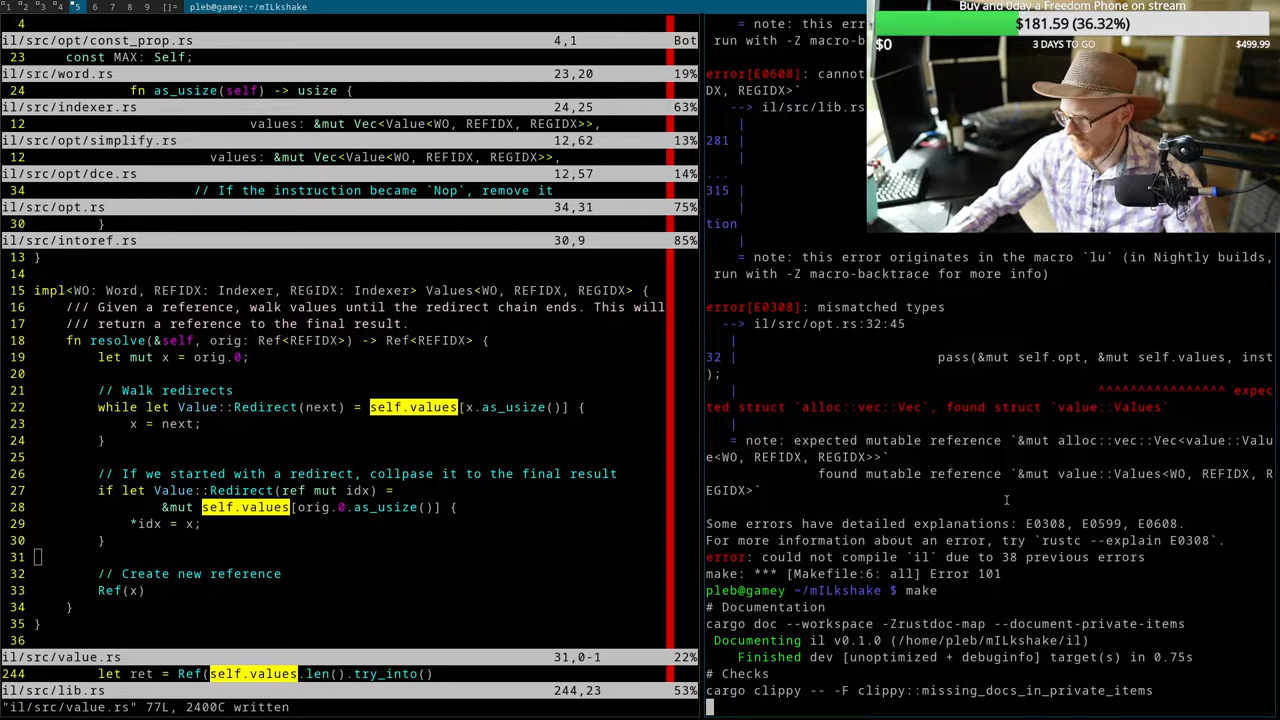 1 2 3 4 5 6 7 8 9 []= pleb@gamey:~/mILkshake
4
il/src/opt/const_prop.rs 4,1 Bot
23 const MAX: Self;
il/src/word.rs 23,20 19%
24 fn as_usize(self) -> usize {
il/src/indexer.rs 24,25 63%
12 values: &mut Vec<Value<WO, REFIDX, REGIDX>>,
il/src/opt/simplify.rs 12,62 13%
12 values: &mut Vec<Value<WO, REFIDX, REGIDX>>,
il/src/opt/dce.rs 12,57 14%
34 // If the instruction became `Nop`, remove it
il/src/opt.rs 34,31 75%
30 }
il/src/intoref.rs 30,9 85%
13 }
14
15 impl<WO: Word, REFIDX: Indexer, REGIDX: Indexer> Values<WO, REFIDX, REGIDX> {
16 /// Given a reference, walk values until the redirect chain ends. This will
17 /// return a reference to the final result.
18 fn resolve(&self, orig: Ref<REFIDX>) -> Ref<REFIDX> {
19 let mut x = orig.0;
20
21 // Walk redirects
22 while let Value::Redirect(next) = self.values[x.as_usize()] {
23 x = next;
24 }
25
26 // If we started with a redirect, collpase it to the final result
27 if let Value::Redirect(ref mut idx) =
28 &mut self.values[orig.0.as_usize()] {
29 *idx = x;
30 }
31
32 // Create new reference
33 Ref(x)
34 }
35 }
36
il/src/value.rs 31,0-1 22%
244 let ret = Ref(self.values.len().try_into()
il/src/lib.rs 244,23 53%
"il/src/value.rs" 77L, 2400C written
= note: this err
run with -Z macro-b
error[E0608]: cannot
DX, REGIDX>`
--> il/src/lib.rs
|
281 |
|
...
315 |
|
tion
|
= note: this error originates in the macro `lu` (in Nightly builds,
run with -Z macro-backtrace for more info)
error[E0308]: mismatched types
--> il/src/opt.rs:32:45
|
32 | pass(&mut self.opt, &mut self.values, inst
);
| ^^^^^^^^^^^^^^^^ expec
ted struct `alloc::vec::Vec`, found struct `value::Values`
|
= note: expected mutable reference `&mut alloc::vec::Vec<value::Valu
e<WO, REFIDX, REGIDX>>`
found mutable reference `&mut value::Values<WO, REFIDX, R
EGIDX>`
Some errors have detailed explanations: E0308, E0599, E0608.
For more information about an error, try `rustc --explain E0308`.
error: could not compile `il` due to 38 previous errors
make: *** [Makefile:6: all] Error 101
pleb@gamey ~/mILkshake $ make
# Documentation
cargo doc --workspace -Zrustdoc-map --document-private-items
Documenting il v0.1.0 (/home/pleb/mILkshake/il)
Finished dev [unoptimized + debuginfo] target(s) in 0.75s
# Checks
cargo clippy -- -F clippy::missing_docs_in_private_items
Buy and 0day a Freedom Phone on stream
$181.59 (36.32%)
$0 3 DAYS TO GO $499.99